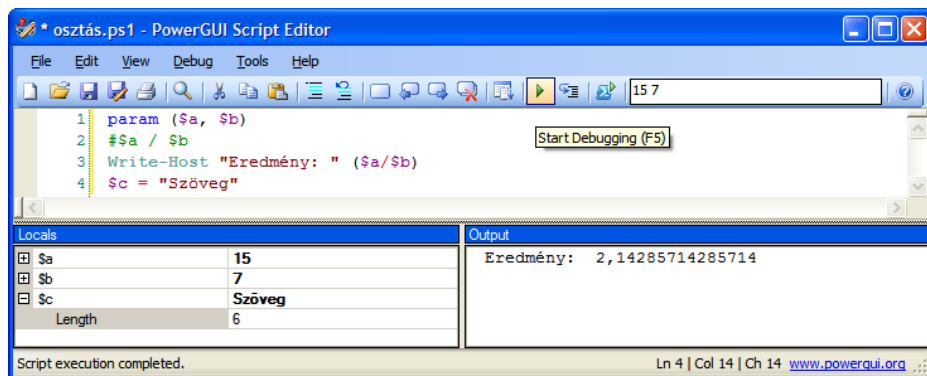 * osztás.ps1 - PowerGUI Script Editor
File Edit View Debug Tools Help
15 7
1 param ($a, $b)
2 #$a / $b
3 Write-Host "Eredmény: " ($a/$b)
4 $c = "Szöveg"
Start Debugging (F5)
Locals
$a 15
$b 7
$c Szöveg
Length 6
Output
Eredmény:  2,14285714285714
Script execution completed.
Ln 4 | Col 14 | Ch 14 www.powergui.org